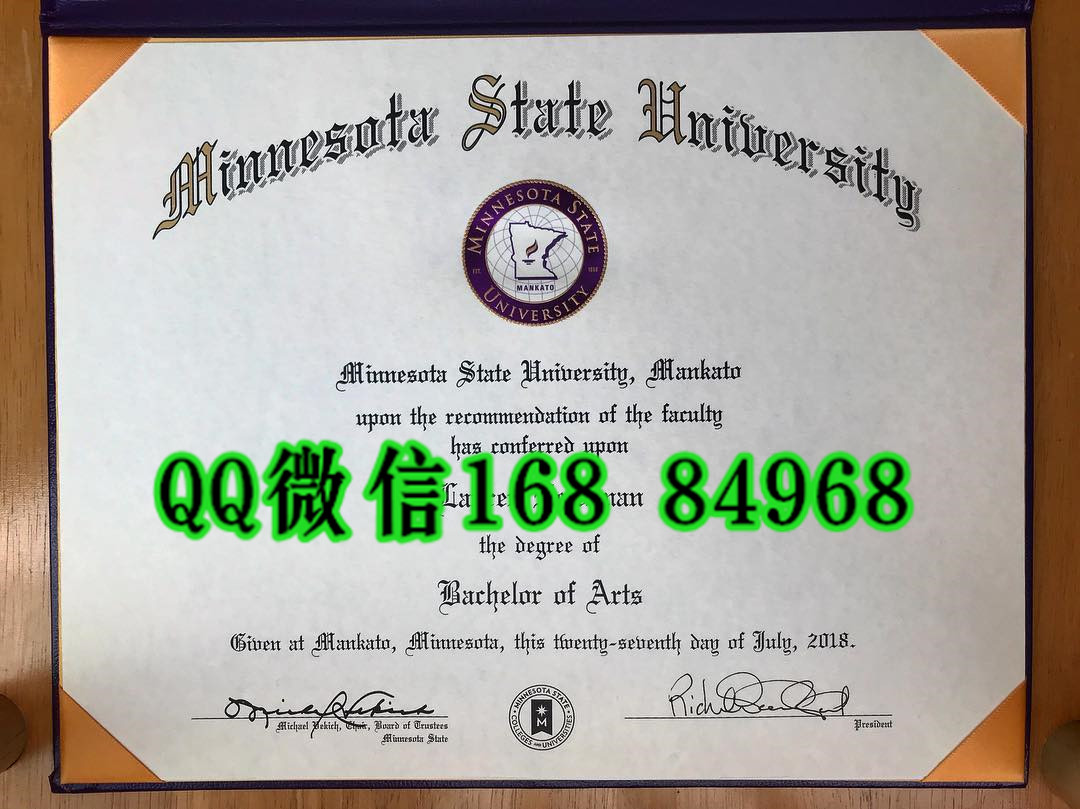 Minnesota State University
MINNESOTA STATE
EST. 1868
MANKATO
UNIVERSITY
Minnesota State University, Mankato
upon the recommendation of the faculty
has conferred upon
QQ微信168 84968
the degree of
Bachelor of Arts
Given at Mankato, Minnesota, this twenty-seventh day of July, 2018.
Michael Vekich, Chair, Board of Trustees
Minnesota State
MINNESOTA STATE
M
COLLEGES AND UNIVERSITIES
President